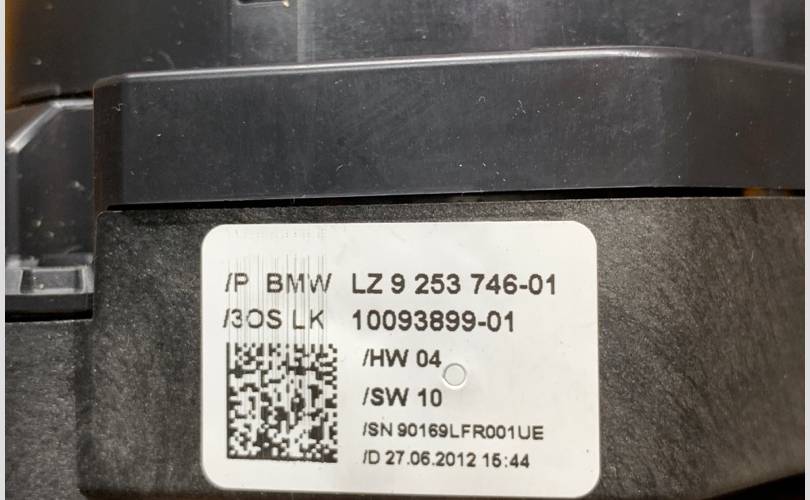 /P BMW LZ 9 253 746-01
/3OS LK 10093899-01
/HW 04
/SW 10
/SN 90169LFR001UE
/D 27.06.2012 15:44